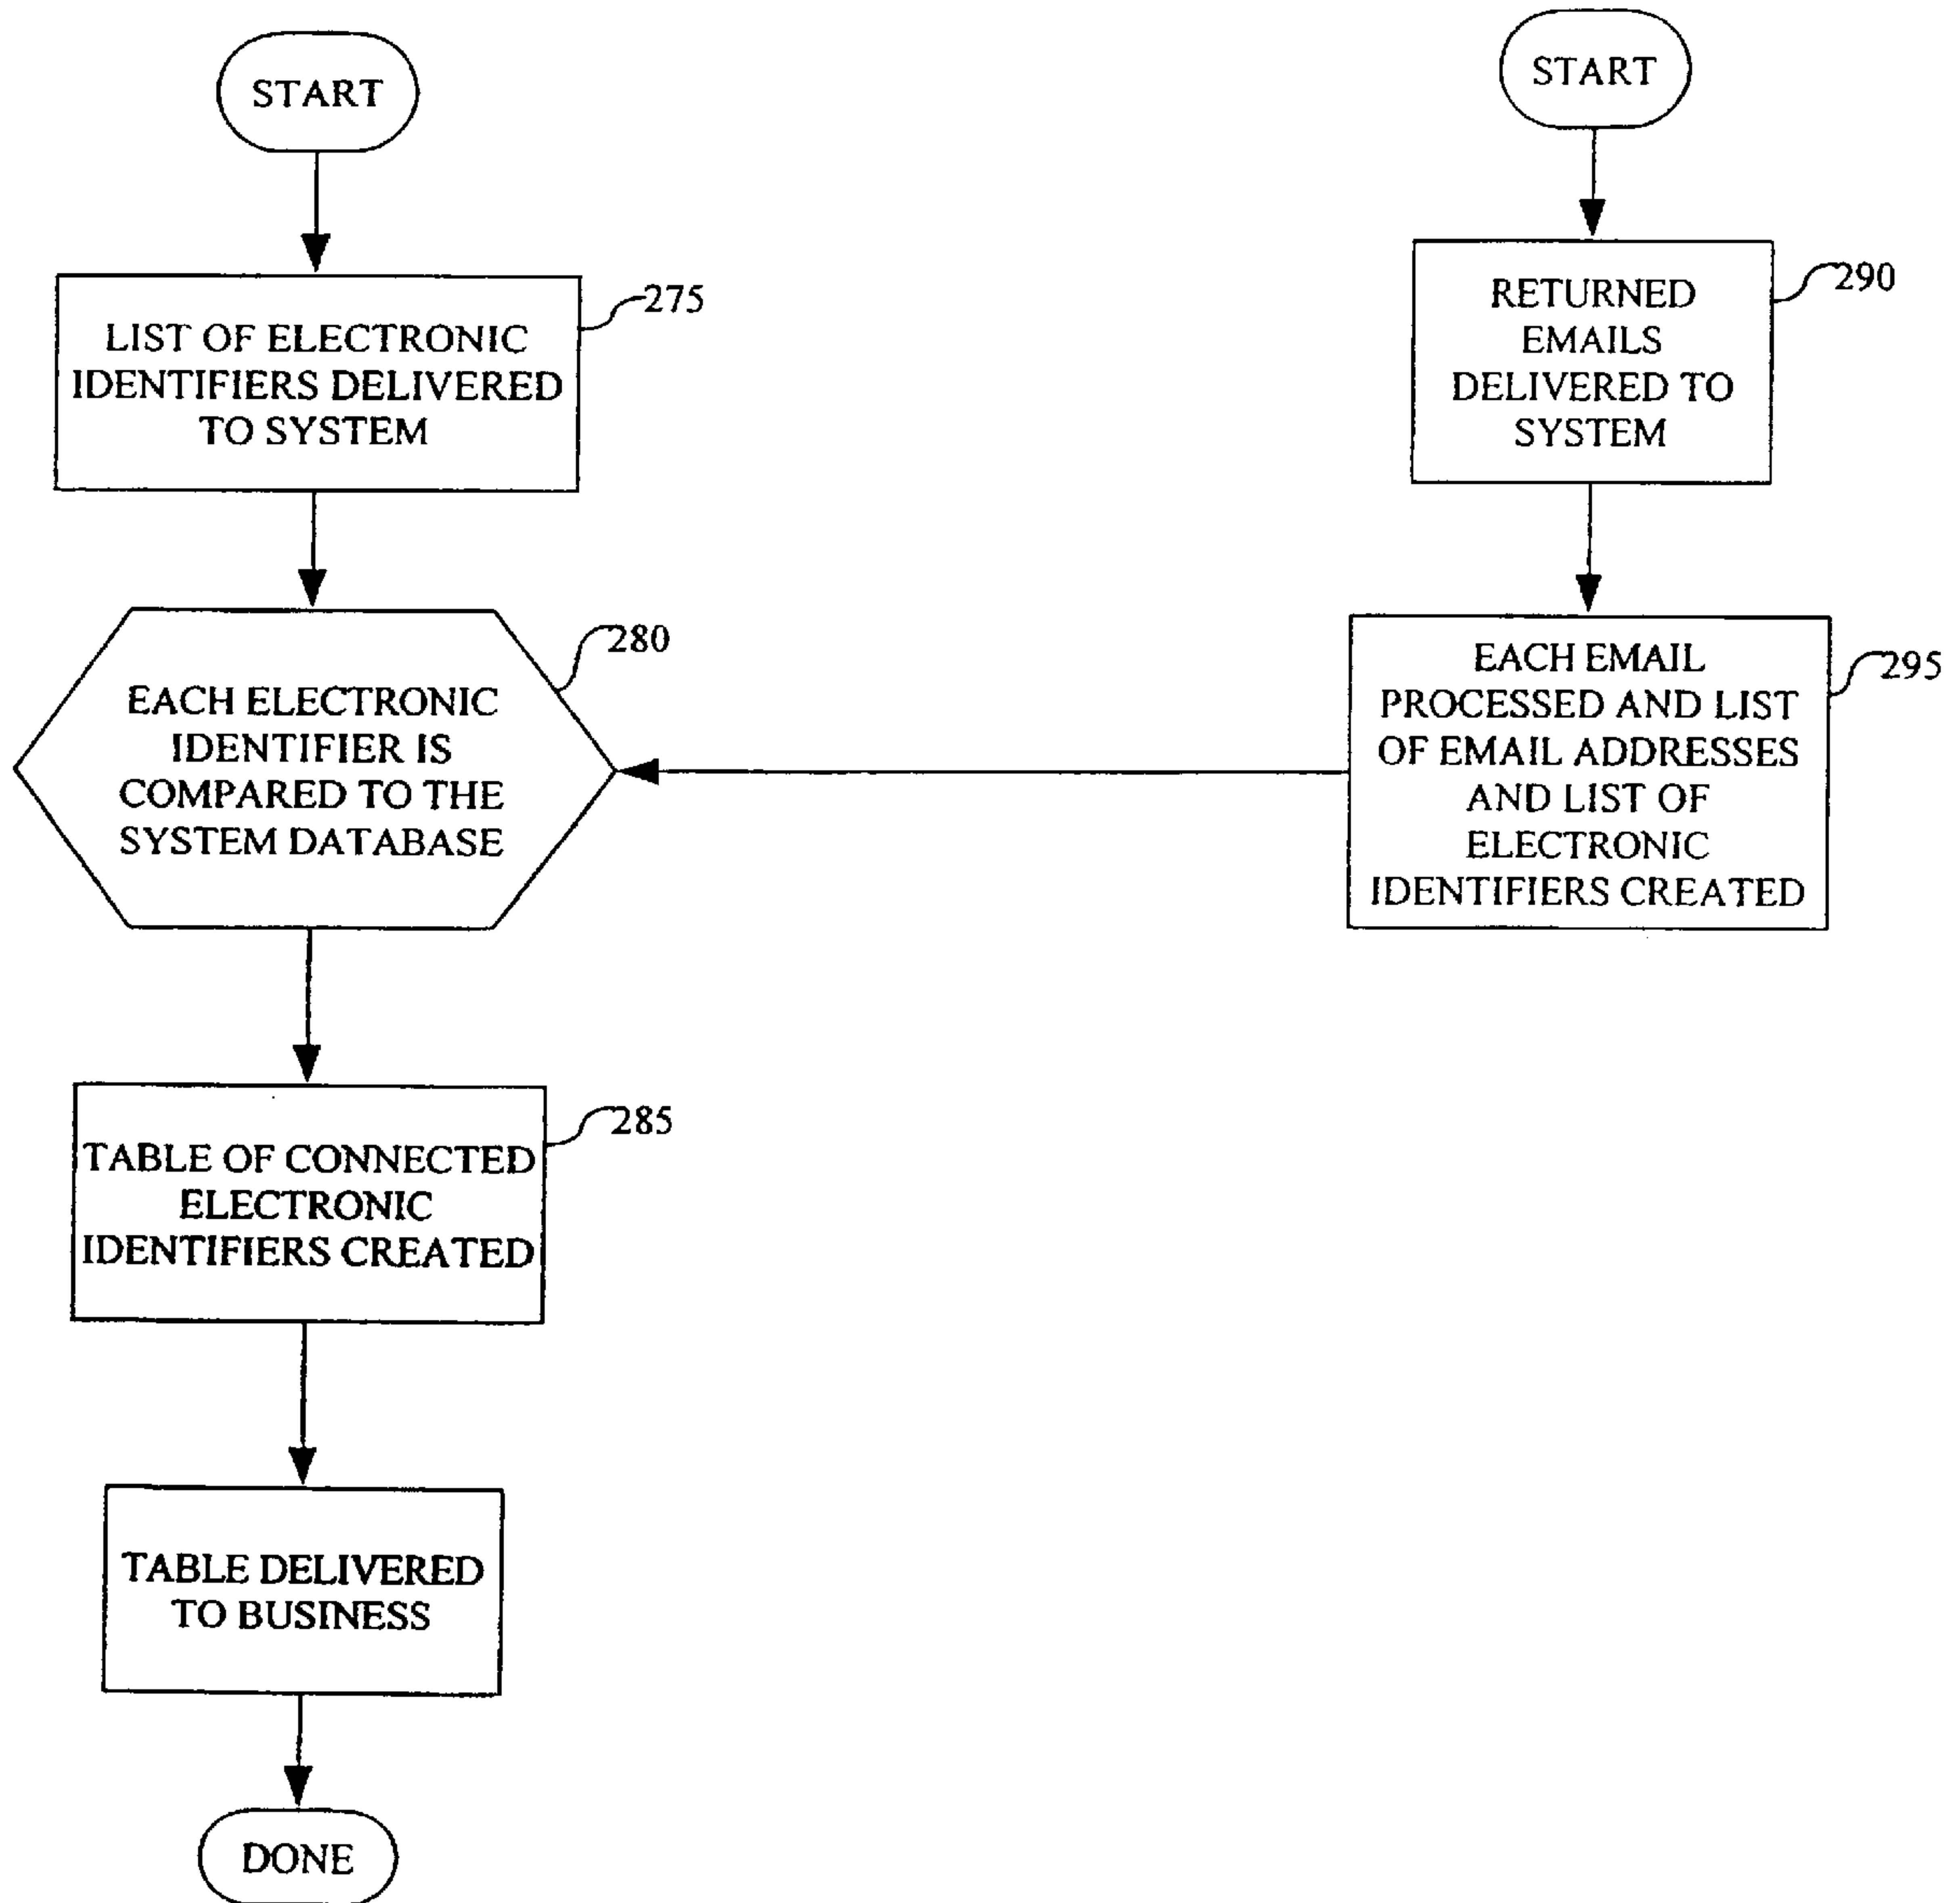 START
LIST OF ELECTRONIC
IDENTIFIERS DELIVERED
TO SYSTEM
275
EACH ELECTRONIC
IDENTIFIER IS
COMPARED TO THE
SYSTEM DATABASE
280
TABLE OF CONNECTED
ELECTRONIC
IDENTIFIERS CREATED
285
TABLE DELIVERED
TO BUSINESS
DONE
START
RETURNED
EMAILS
DELIVERED TO
SYSTEM
290
EACH EMAIL
PROCESSED AND LIST
OF EMAIL ADDRESSES
AND LIST OF
ELECTRONIC
IDENTIFIERS CREATED
295